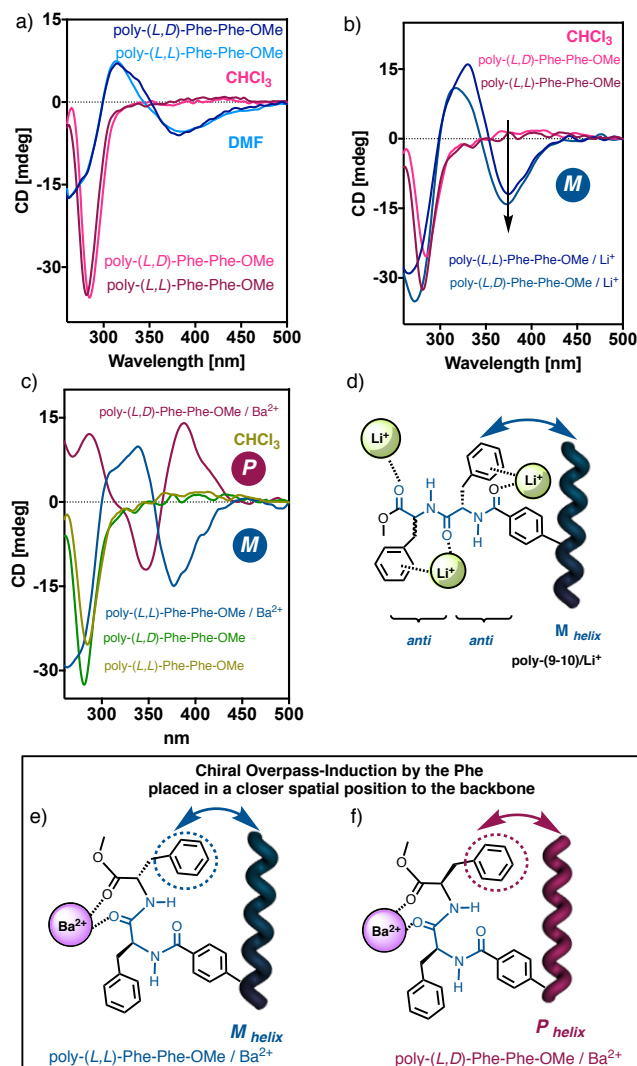 a)
poly-(L,D)-Phe-Phe-OMe
poly-(L,L)-Phe-Phe-OMe
CHCl3
DMF
poly-(L,D)-Phe-Phe-OMe
poly-(L,L)-Phe-Phe-OMe
CD [mdeg]
15
0
-15
-30
300 350 400 450 500
Wavelength [nm]
b)
CHCl3
poly-(L,D)-Phe-Phe-OMe
poly-(L,L)-Phe-Phe-OMe
M
poly-(L,L)-Phe-Phe-OMe / Li+
poly-(L,D)-Phe-Phe-OMe / Li+
CD [mdeg]
15
0
-15
-30
300 350 400 450 500
Wavelength [nm]
c)
poly-(L,D)-Phe-Phe-OMe / Ba2+
CHCl3
P
M
poly-(L,L)-Phe-Phe-OMe / Ba2+
poly-(L,D)-Phe-Phe-OMe
poly-(L,L)-Phe-Phe-OMe
CD [mdeg]
15
0
-15
-30
300 350 400 450 500
nm
d)
Li+
Li+
Li+
O
H
N
O
O
O
N
H
anti anti
M helix
poly-(9-10)/Li+
Chiral Overpass-Induction by the Phe
placed in a closer spatial position to the backbone
e)
O
O
N-H
Ba2+
O
O
N
H
M helix
poly-(L,L)-Phe-Phe-OMe / Ba2+
f)
O
O
N-H
Ba2+
O
O
N
H
P helix
poly-(L,D)-Phe-Phe-OMe / Ba2+